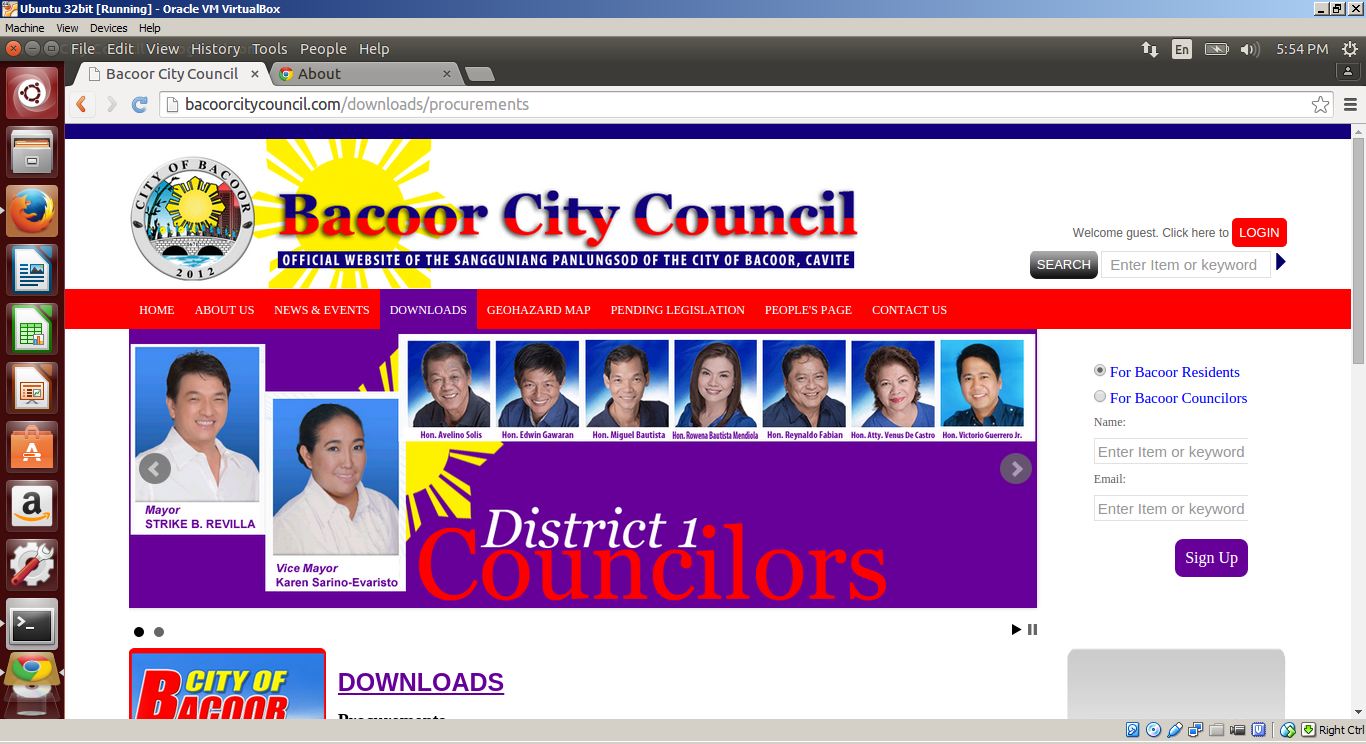 Ubuntu 32bit [Running] - Oracle VM VirtualBox
Machine View Devices Help
File Edit View History Tools People Help
En
5:54 PM
Bacoor City Council
About
bacoorcitycouncil.com/downloads/procurements
CITY OF BACOOR
2012
Bacoor City Council
OFFICIAL WEBSITE OF THE SANGGUNIANG PANLUNGSOD OF THE CITY OF BACOOR, CAVITE
Welcome guest. Click here to LOGIN
SEARCH Enter Item or keyword
HOME ABOUT US NEWS & EVENTS DOWNLOADS GEOHAZARD MAP PENDING LEGISLATION PEOPLE'S PAGE CONTACT US
Hon. Avelino Solis Hon. Edwin Gawaran Hon. Miguel Bautista Hon. Rowena Bautista Mendiola Hon. Reynaldo Fabian Hon. Atty. Venus De Castro Hon. Victorio Guerrero Jr.
Mayor
STRIKE B. REVILLA
Vice Mayor
Karen Sarino-Evaristo
District 1
Councilors
For Bacoor Residents
For Bacoor Councilors
Name:
Enter Item or keyword
Email:
Enter Item or keyword
Sign Up
CITY OF
BACOOR
DOWNLOADS
Procurements
Right Ctrl